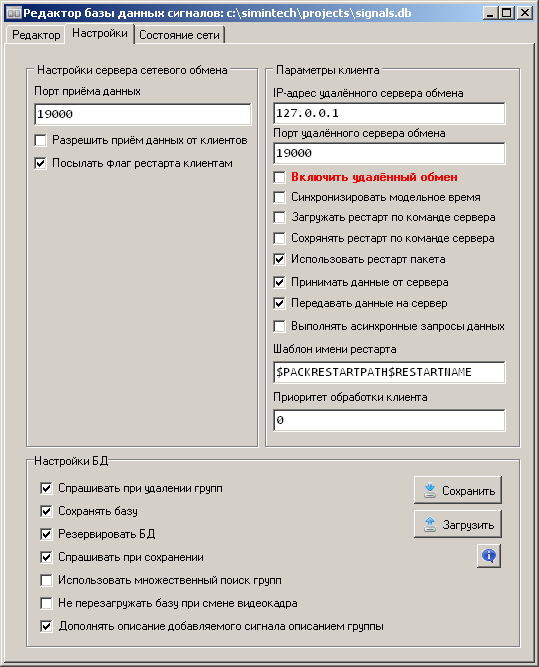 Редактор базы данных сигналов: c:\simintech\projects\signals.db
Редактор Настройки Состояние сети
Настройки сервера сетевого обмена
Порт приёма данных
19000
Разрешить приём данных от клиентов
Посылать флаг рестарта клиентам
Параметры клиента
IP-адрес удалённого сервера обмена
127.0.0.1
Порт удалённого сервера обмена
19000
Включить удалённый обмен
Синхронизировать модельное время
Загружать рестарт по команде сервера
Сохрянять рестарт по команде сервера
Использовать рестарт пакета
Принимать данные от сервера
Передавать данные на сервер
Выполнять асинхронные запросы данных
Шаблон имени рестарта
$PACKRESTARTPATH$RESTARTNAME
Приоритет обработки клиента
0
Настройки БД
Спрашивать при удалении групп
Сохранять базу
Резервировать БД
Спрашивать при сохранении
Использовать множественный поиск групп
Не перезагружать базу при смене видеокадра
Дополнять описание добавляемого сигнала описанием группы
Сохранить
Загрузить